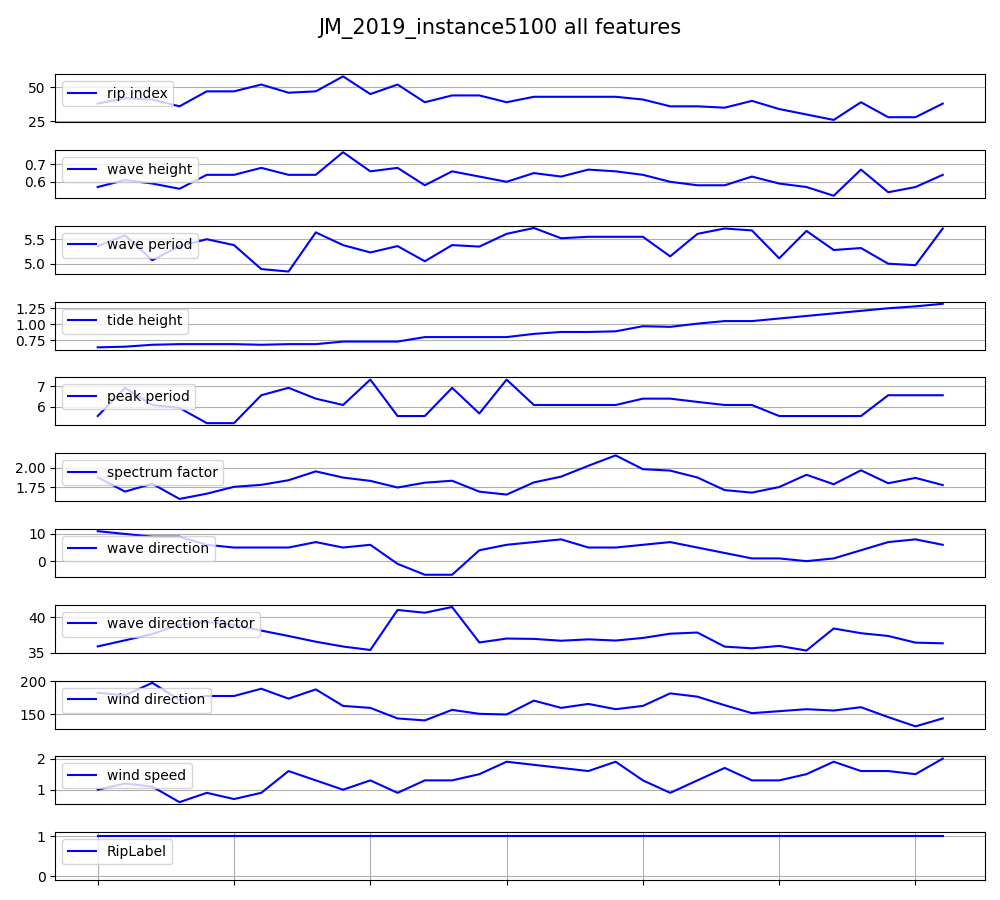 JM_2019_instance5100 all features
50
25
rip index
0.7
0.6
wave height
5.5
5.0
wave period
1.25
1.00
0.75
tide height
7
6
peak period
2.00
1.75
spectrum factor
10
0
wave direction
40
35
wave direction factor
200
150
wind direction
2
1
wind speed
1
0
RipLabel